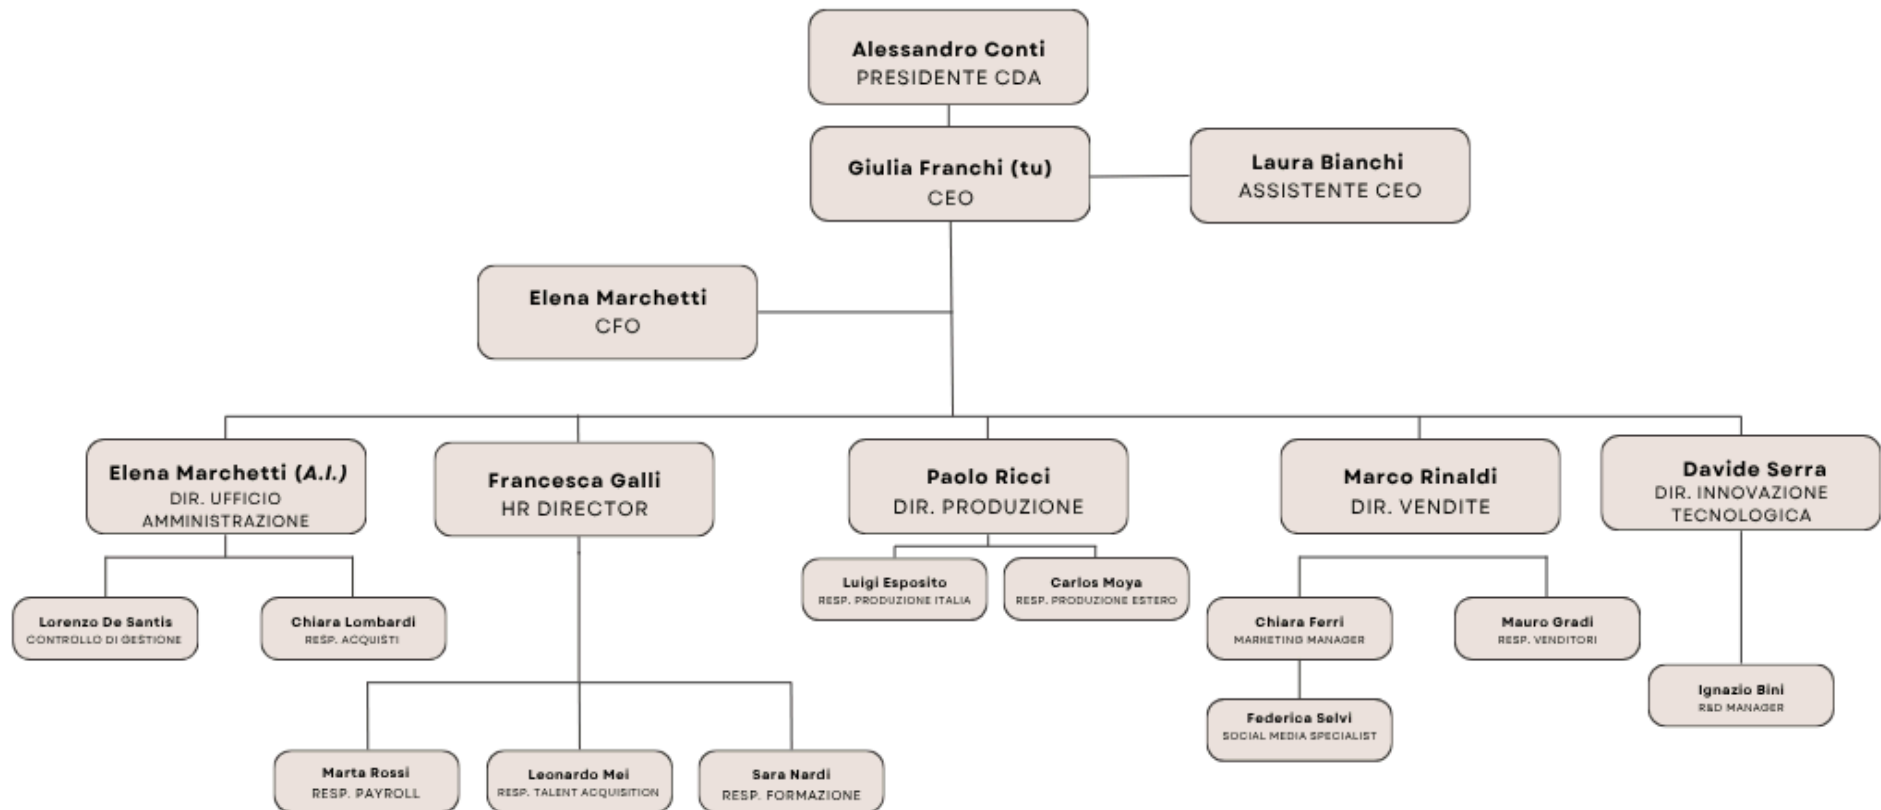 Alessandro Conti
PRESIDENTE CDA
Giulia Franchi (tu)
CEO
Laura Bianchi
ASSISTENTE CEO
Elena Marchetti
CFO
Elena Marchetti (A.I.)
DIR. UFFICIO
AMMINISTRAZIONE
Francesca Galli
HR DIRECTOR
Paolo Ricci
DIR. PRODUZIONE
Marco Rinaldi
DIR. VENDITE
Davide Serra
DIR. INNOVAZIONE
TECNOLOGICA
Lorenzo De Santis
CONTROLLO DI GESTIONE
Chiara Lombardi
RESP. ACQUISTI
Luigi Esposito
RESP. PRODUZIONE ITALIA
Carlos Moya
RESP. PRODUZIONE ESTERO
Chiara Ferri
MARKETING MANAGER
Mauro Gradi
RESP. VENDITORI
Ignazio Bini
R&D MANAGER
Federica Selvi
SOCIAL MEDIA SPECIALIST
Marta Rossi
RESP. PAYROLL
Leonardo Mei
RESP. TALENT ACQUISITION
Sara Nardi
RESP. FORMAZIONE